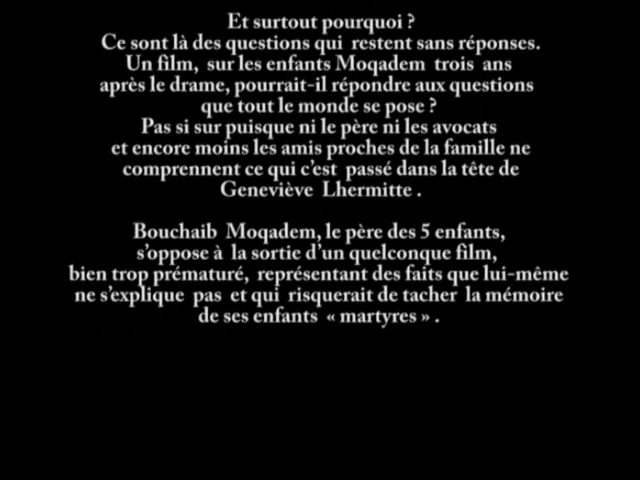 Et surtout pourquoi ?
Ce sont là des questions qui restent sans réponses.
Un film, sur les enfants Moqadem trois ans
après le drame, pourrait-il répondre aux questions
que tout le monde se pose ?
Pas si sur puisque ni le père ni les avocats
et encore moins les amis proches de la famille ne
comprennent ce qui c'est passé dans la tête de
Geneviève Lhermitte .
Bouchaib Moqadem, le père des 5 enfants,
s'oppose à la sortie d'un quelconque film,
bien trop prématuré, représentant des faits que lui-même
ne s'explique pas et qui risquerait de tacher la mémoire
de ses enfants « martyres » .